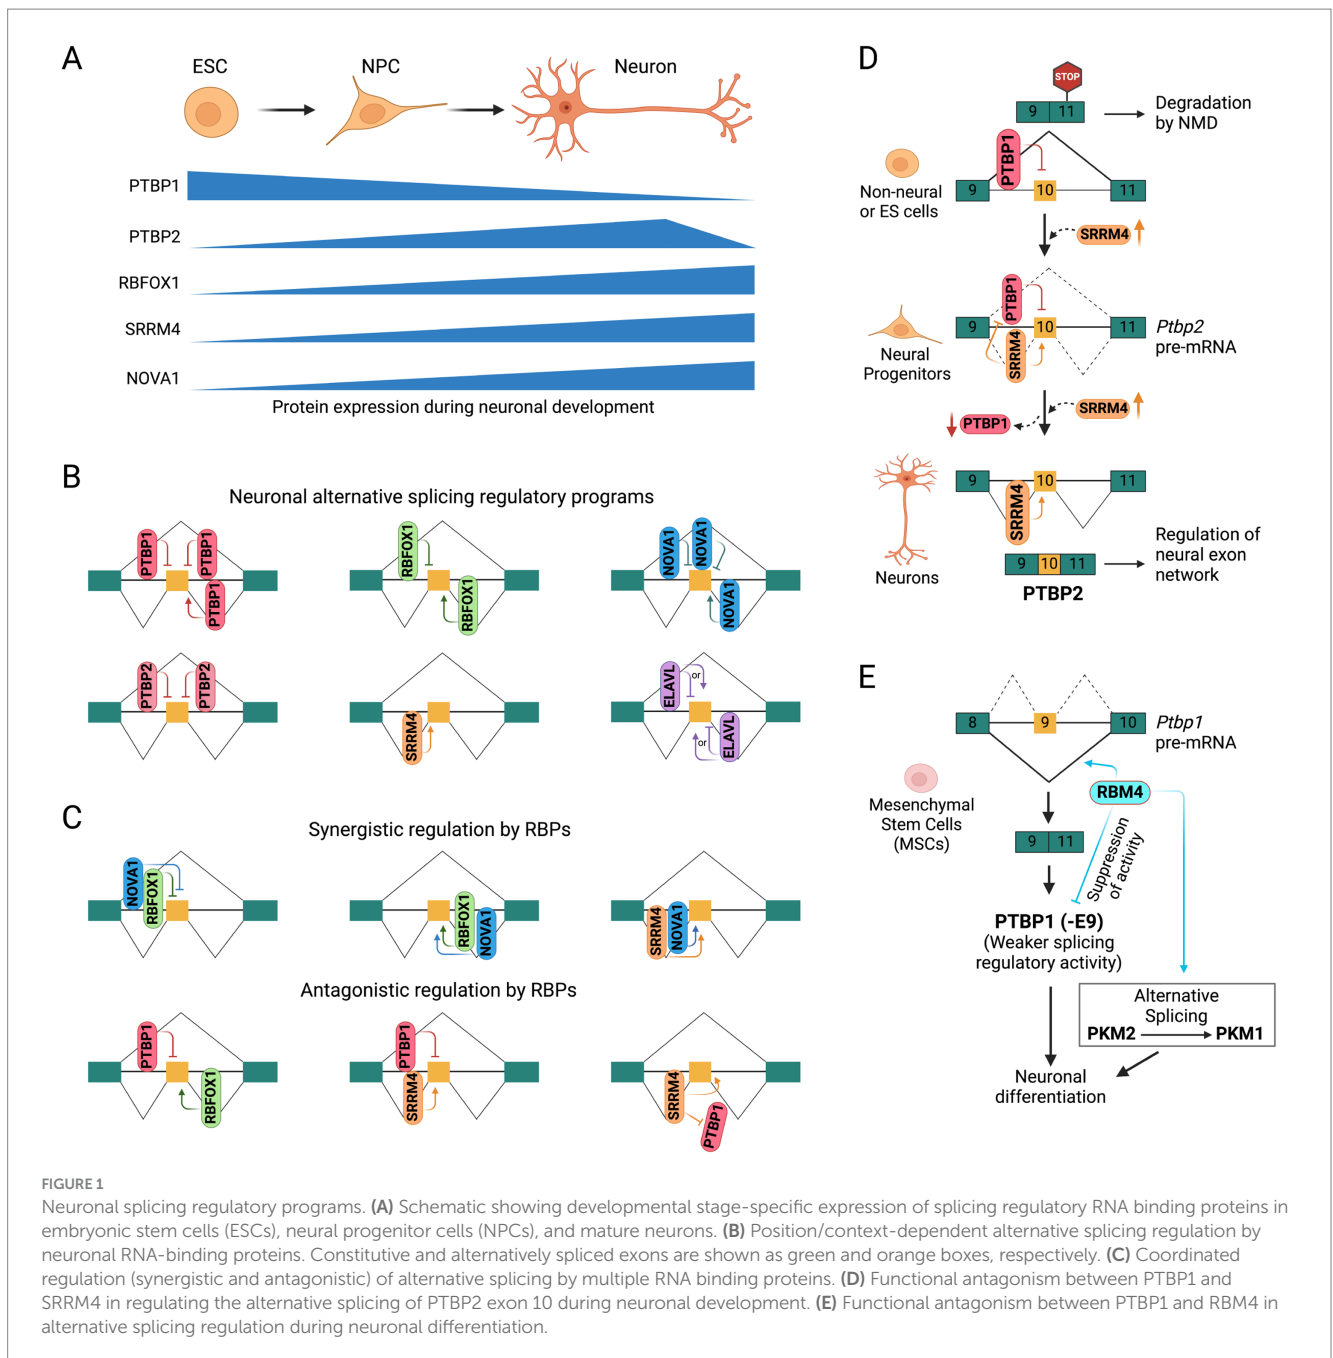 A
ESC
NPC
Neuron
PTBP1
PTBP2
RBFOX1
SRRM4
NOVA1
Protein expression during neuronal development
B
Neuronal alternative splicing regulatory programs
PTBP1
PTBP1
PTBP1
RBFOX1
RBFOX1
NOVA1
NOVA1
NOVA1
PTBP2
PTBP2
SRRM4
ELAVL
or
or
ELAVL
C
Synergistic regulation by RBPs
NOVA1
RBFOX1
RBFOX1
NOVA1
SRRM4
NOVA1
Antagonistic regulation by RBPs
PTBP1
RBFOX1
PTBP1
SRRM4
SRRM4
PTBP1
D
STOP
9 11
Degradation
by NMD
PTBP1
9 10 11
Non-neural
or ES cells
SRRM4
PTBP1
9 10 11
SRRM4
Ptbp2
pre-mRNA
Neural
Progenitors
PTBP1
SRRM4
9 10 11
SRRM4
Neurons
9 10 11
PTBP2
Regulation of
neural exon
network
E
8 9 10
Ptbp1
pre-mRNA
Mesenchymal
Stem Cells
(MSCs)
RBM4
9 11
Suppression
of activity
PTBP1 (-E9)
(Weaker splicing
regulatory activity)
Alternative
Splicing
PKM2 PKM1
Neuronal
differentiation
FIGURE 1
Neuronal splicing regulatory programs. (A) Schematic showing developmental stage-specific expression of splicing regulatory RNA binding proteins in
embryonic stem cells (ESCs), neural progenitor cells (NPCs), and mature neurons. (B) Position/context-dependent alternative splicing regulation by
neuronal RNA-binding proteins. Constitutive and alternatively spliced exons are shown as green and orange boxes, respectively. (C) Coordinated
regulation (synergistic and antagonistic) of alternative splicing by multiple RNA binding proteins. (D) Functional antagonism between PTBP1 and
SRRM4 in regulating the alternative splicing of PTBP2 exon 10 during neuronal development. (E) Functional antagonism between PTBP1 and RBM4 in
alternative splicing regulation during neuronal differentiation.